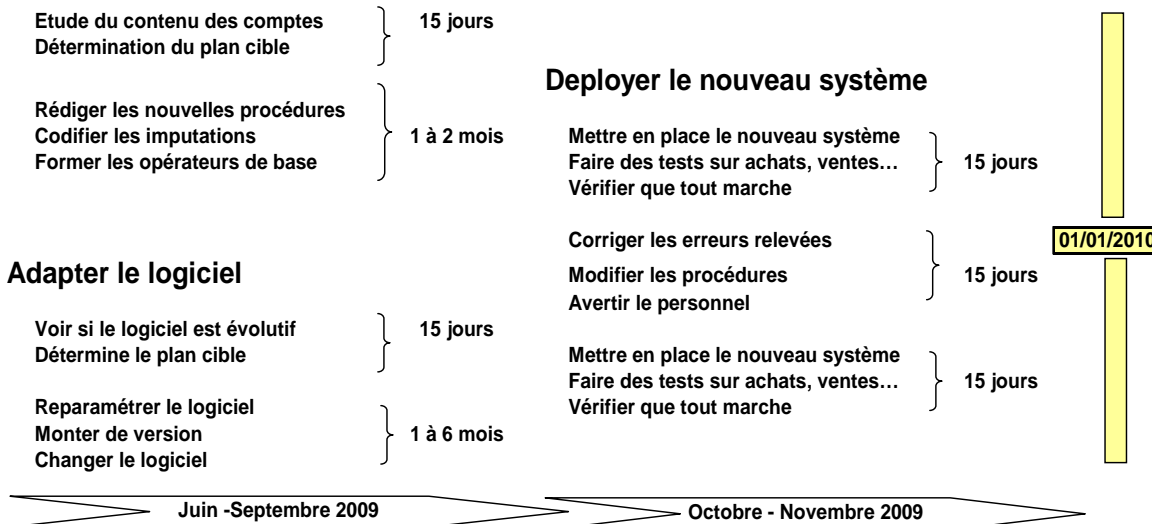 Etude du contenu des comptes
Détermination du plan cible
15 jours
Rédiger les nouvelles procédures
Codifier les imputations
Former les opérateurs de base
1 à 2 mois
Adapter le logiciel
Voir si le logiciel est évolutif
Détermine le plan cible
15 jours
Reparamétrer le logiciel
Monter de version
Changer le logiciel
1 à 6 mois
Juin -Septembre 2009
Deployer le nouveau système
Mettre en place le nouveau système
Faire des tests sur achats, ventes…
Vérifier que tout marche
15 jours
Corriger les erreurs relevées
Modifier les procédures
Avertir le personnel
15 jours
Mettre en place le nouveau système
Faire des tests sur achats, ventes…
Vérifier que tout marche
15 jours
Octobre - Novembre 2009
01/01/2010